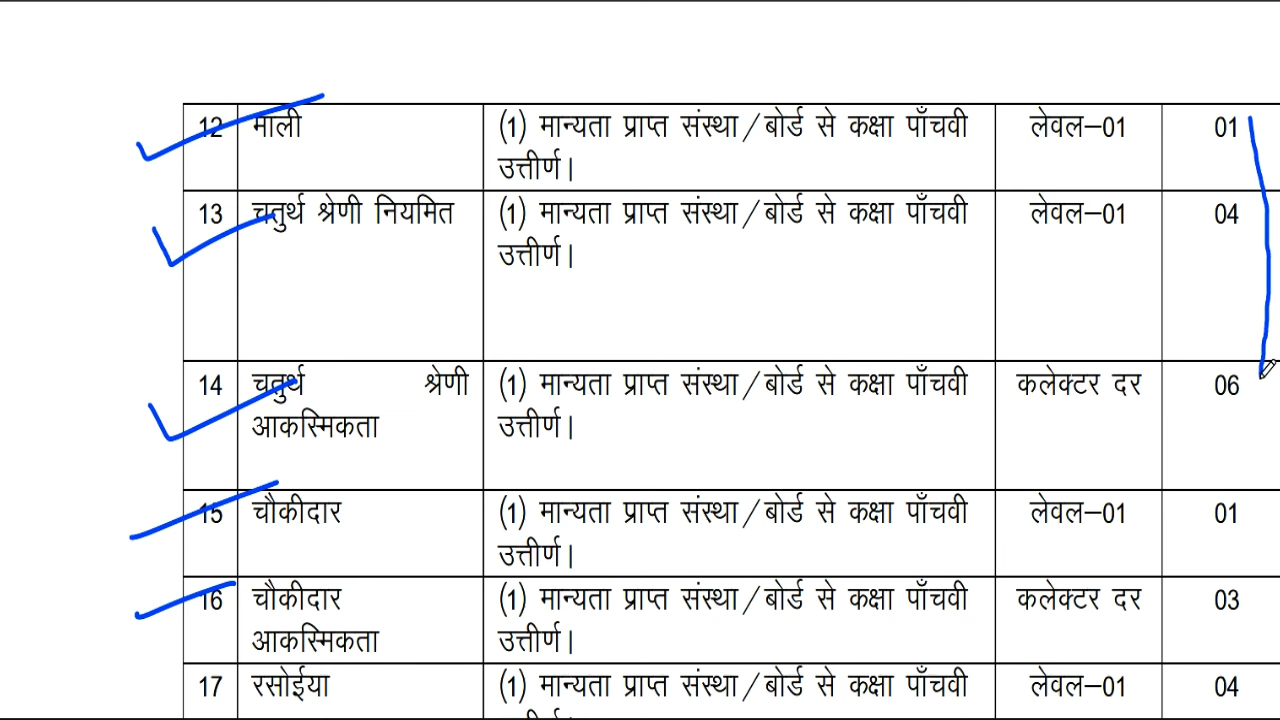 12 माली (1) मान्यता प्राप्त संस्था/बोर्ड से कक्षा पाँचवी लेवल–01 01
उत्तीर्ण।
13 चतुर्थ श्रेणी नियमित (1) मान्यता प्राप्त संस्था/बोर्ड से कक्षा पाँचवी लेवल–01 04
उत्तीर्ण।
14 चतुर्थ श्रेणी (1) मान्यता प्राप्त संस्था/बोर्ड से कक्षा पाँचवी कलेक्टर दर 06
आकस्मिकता उत्तीर्ण।
15 चौकीदार (1) मान्यता प्राप्त संस्था/बोर्ड से कक्षा पाँचवी लेवल–01 01
उत्तीर्ण।
16 चौकीदार (1) मान्यता प्राप्त संस्था/बोर्ड से कक्षा पाँचवी कलेक्टर दर 03
आकस्मिकता उत्तीर्ण।
17 रसोईया (1) मान्यता प्राप्त संस्था/बोर्ड से कक्षा पाँचवी लेवल–01 04